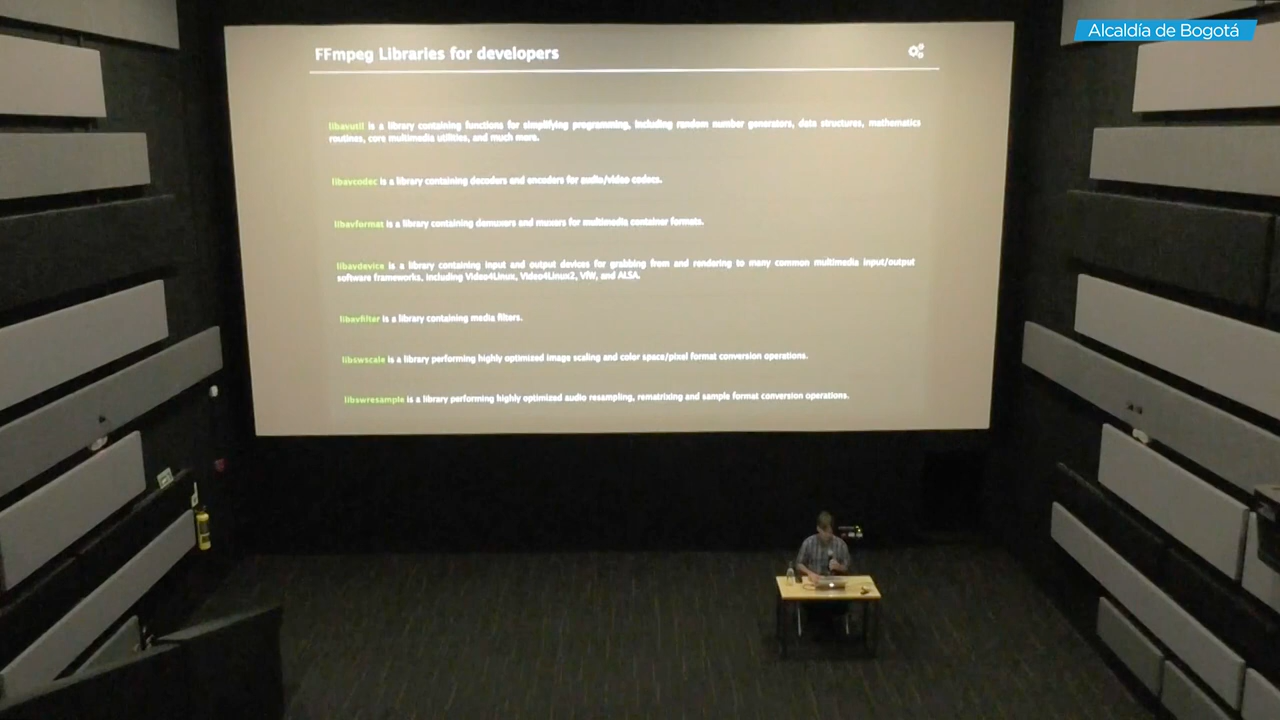 Alcaldía de Bogotá
FFmpeg Libraries for developers
libavutil is a library containing functions for simplifying programming, including random number generators, data structures, mathematics
routines, core multimedia utilities, and much more.
libavcodec is a library containing decoders and encoders for audio/video codecs.
libavformat is a library containing demuxers and muxers for multimedia container formats.
libavdevice is a library containing input and output devices for grabbing from and rendering to many common multimedia input/output
software frameworks, including Video4Linux, Video4Linux2, VfW, and ALSA.
libavfilter is a library containing media filters.
libswscale is a library performing highly optimized image scaling and color space/pixel format conversion operations.
libswresample is a library performing highly optimized audio resampling, rematrixing and sample format conversion operations.